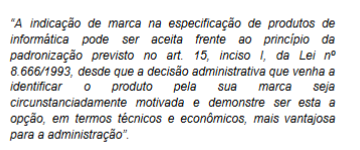 “A indicação de marca na especificação de produtos de
informática pode ser aceita frente ao princípio da
padronização previsto no art. 15, inciso I, da Lei nº
8.666/1993, desde que a decisão administrativa que venha a
identificar o produto pela sua marca seja
circunstanciadamente motivada e demonstre ser esta a
opção, em termos técnicos e econômicos, mais vantajosa
para a administração”.